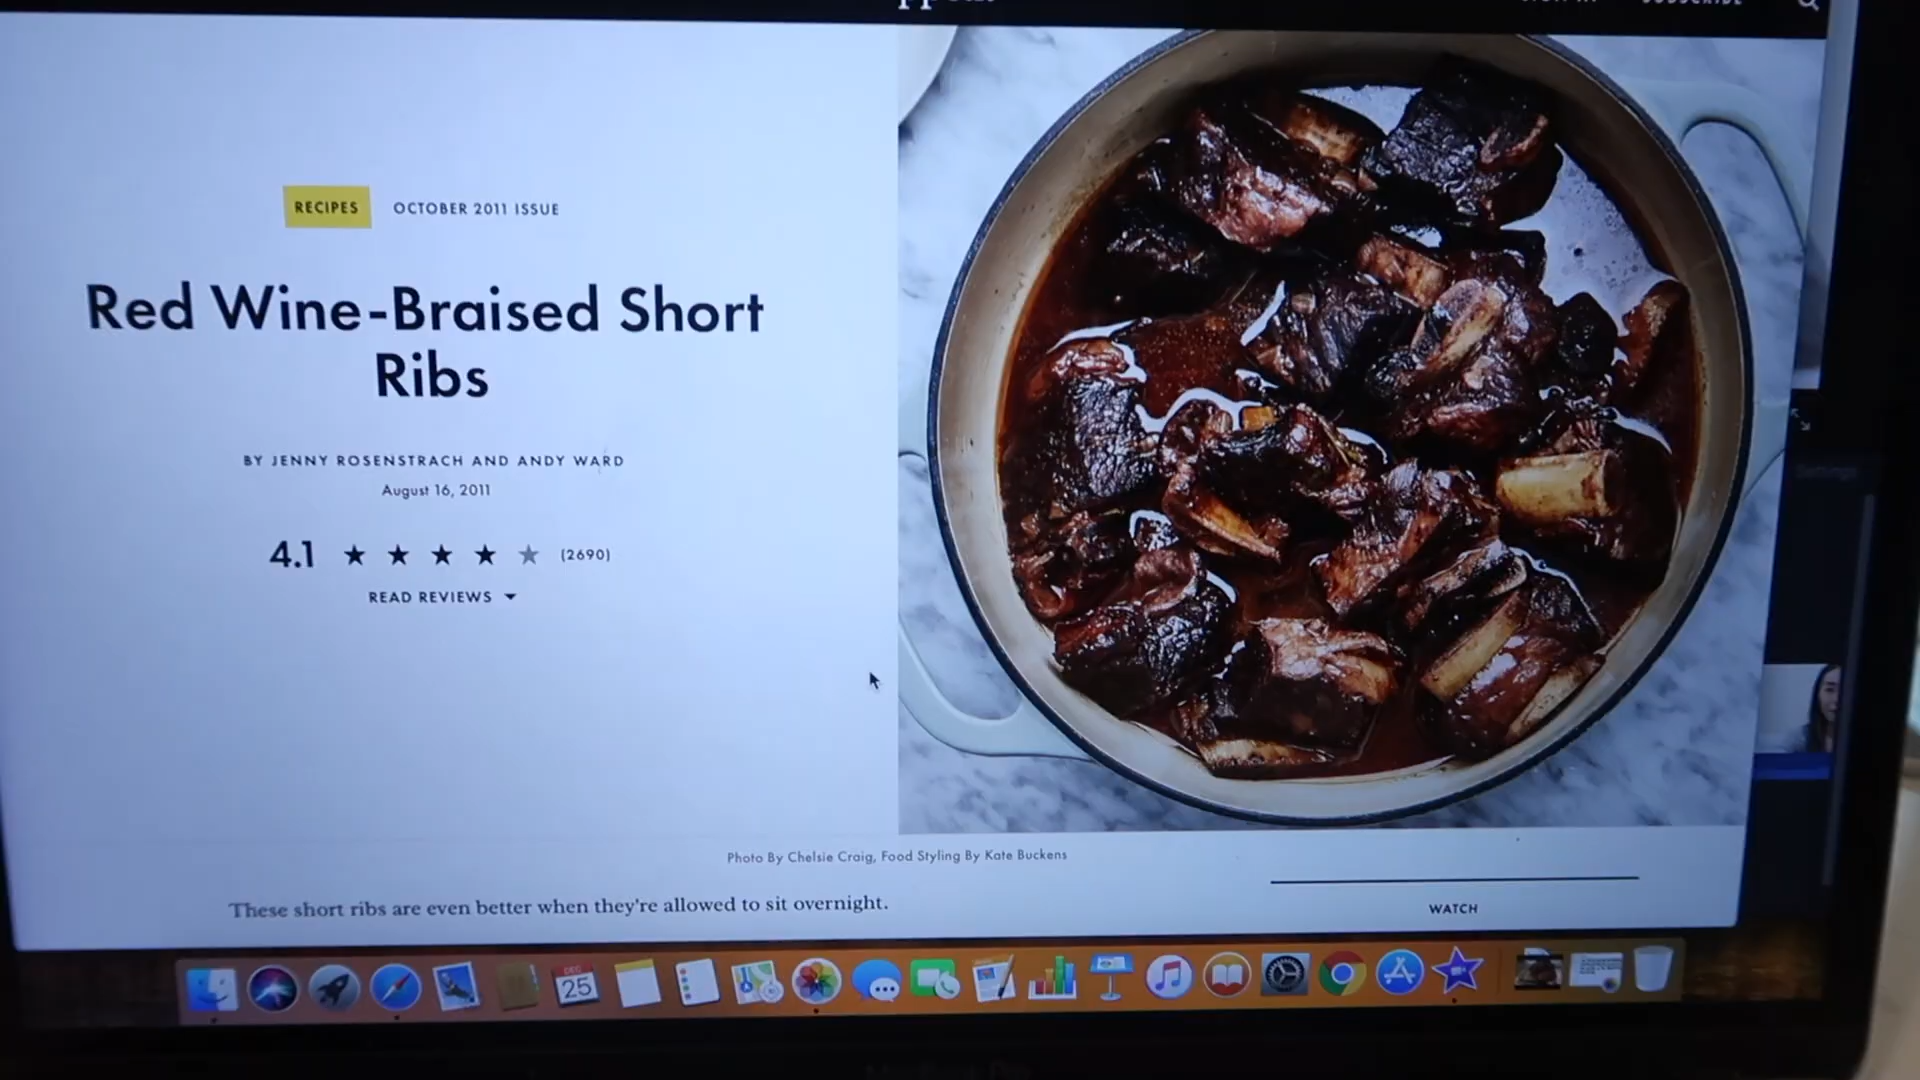 RECIPES OCTOBER 2011 ISSUE
Red Wine-Braised Short
Ribs
BY JENNY ROSENSTRACH AND ANDY WARD
August 16, 2011
4.1 ★ ★ ★ ★ ★ (2690)
READ REVIEWS
Photo By Chelsie Craig, Food Styling By Kate Buckens
These short ribs are even better when they're allowed to sit overnight.
WATCH
DEC
25